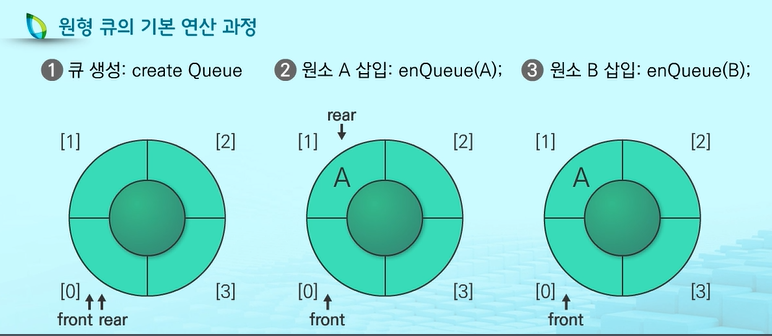 원형 큐의 기본 연산 과정
1 큐 생성: create Queue
2 원소 A 삽입: enQueue(A);
3 원소 B 삽입: enQueue(B);
[1] [2]
[0] [3]
front rear
rear
[1] [2]
A
[0] [3]
front
[1] [2]
A
[0] [3]
front